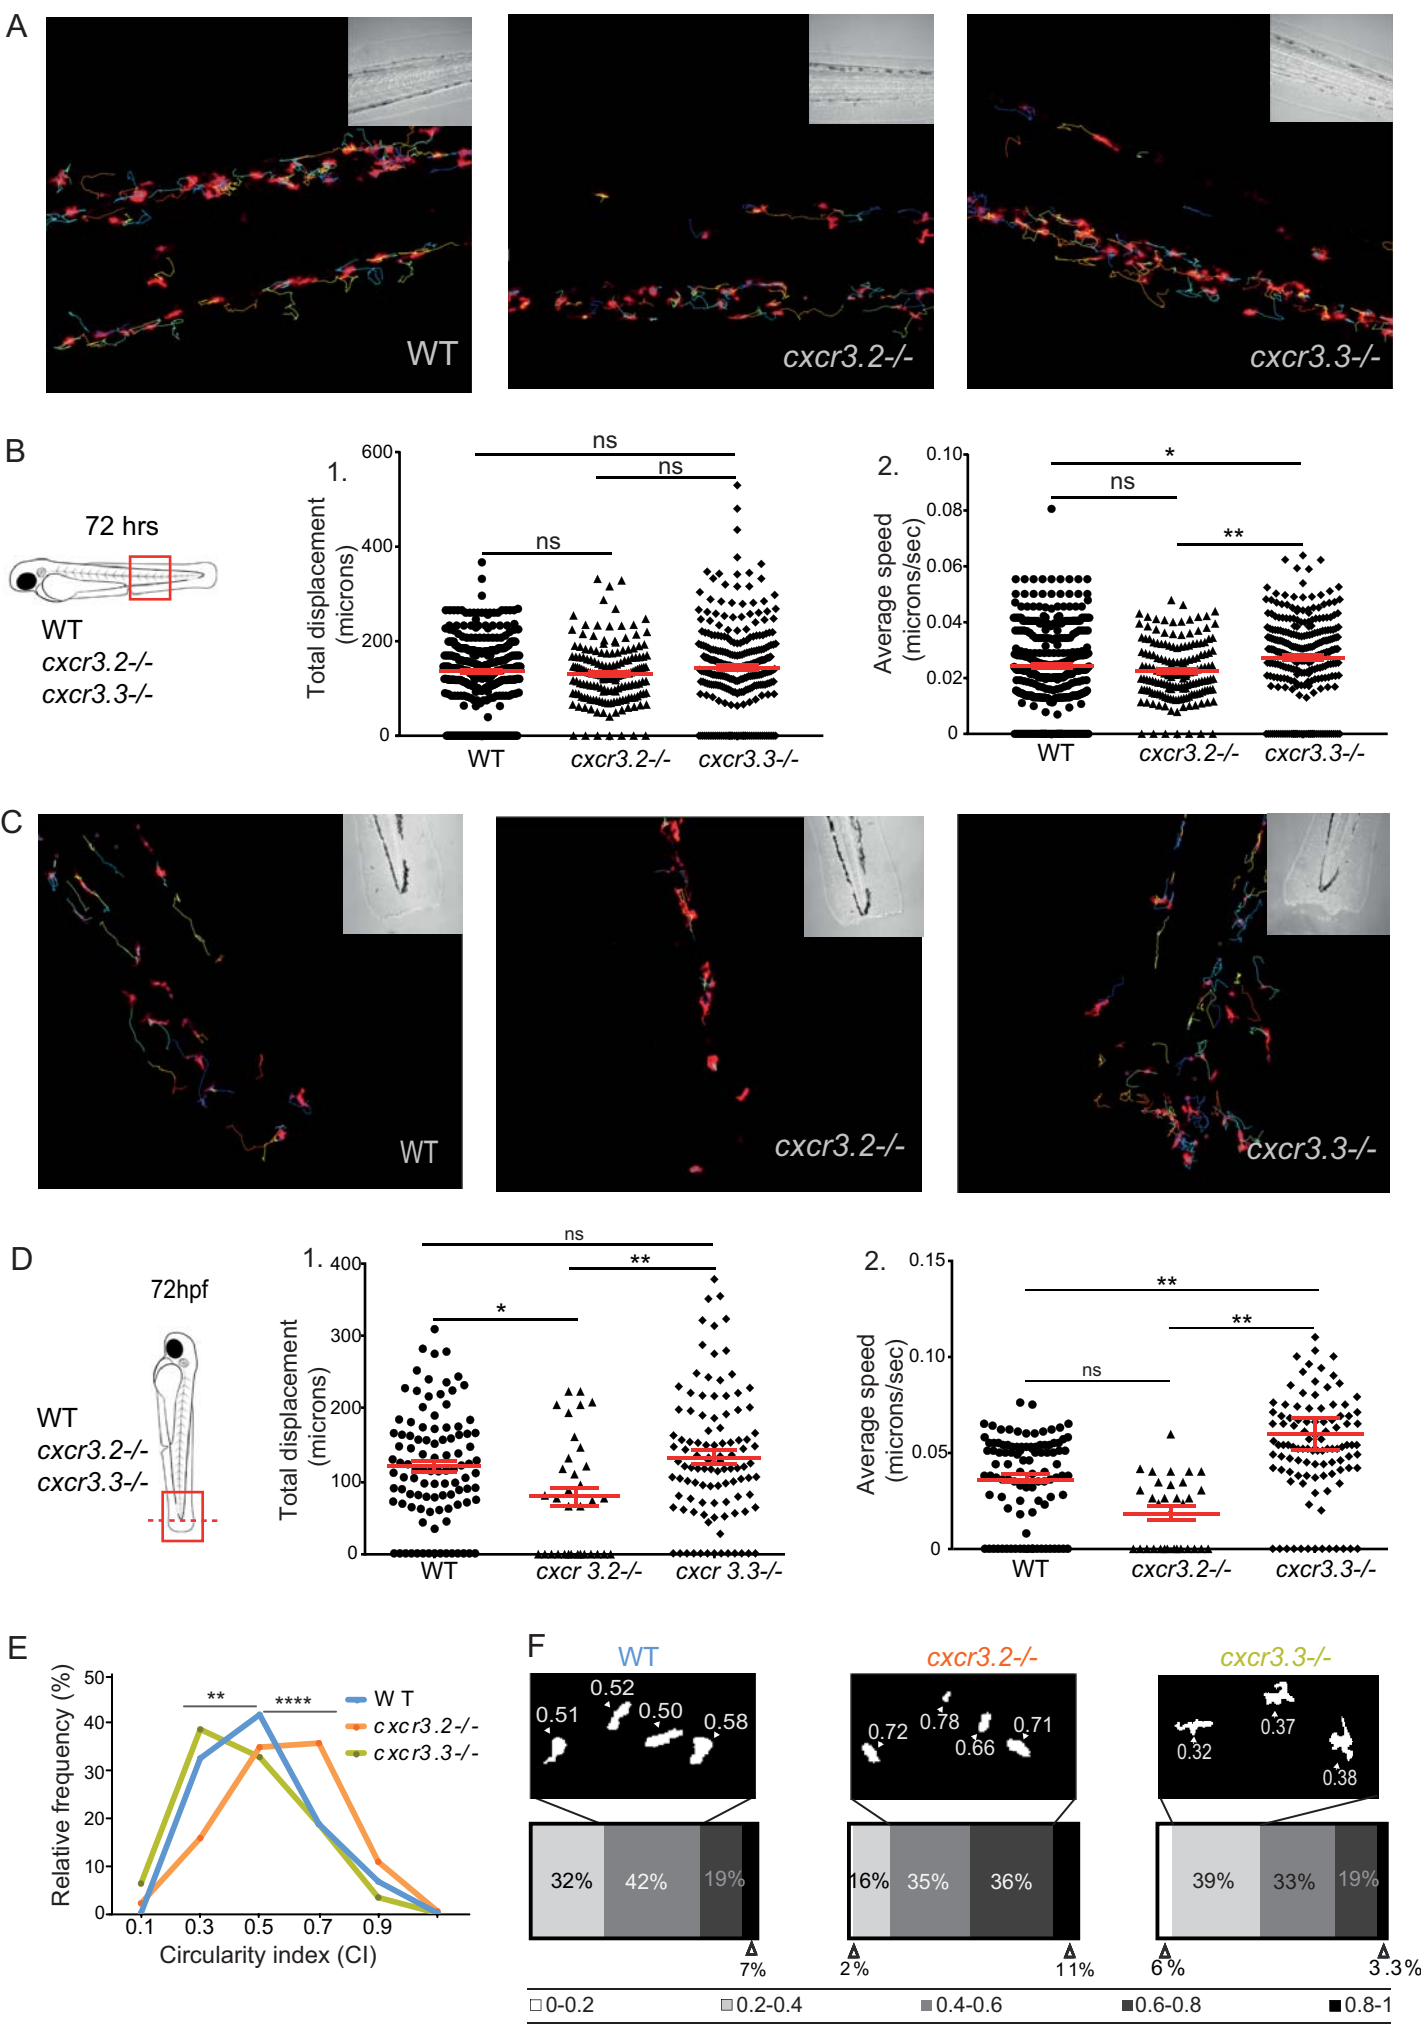 A
WT
cxcr3.2-/-
cxcr3.3-/-
B
72 hrs
WT
cxcr3.2-/-
cxcr3.3-/-
1.
Total displacement
(microns)
600
400
200
0
ns
ns
ns
WT
cxcr3.2-/-
cxcr3.3-/-
2.
Average speed
(microns/sec)
0.10
0.08
0.06
0.04
0.02
0
*
ns
**
WT
cxcr3.2-/-
cxcr3.3-/-
C
WT
cxcr3.2-/-
cxcr3.3-/-
D
72hpf
WT
cxcr3.2-/-
cxcr3.3-/-
1.
Total displacement
(microns)
400
300
200
100
0
ns
**
*
WT
cxcr 3.2-/-
cxcr 3.3-/-
2.
Average speed
(microns/sec)
0.15
0.10
0.05
0
**
**
ns
WT
cxcr3.2-/-
cxcr3.3-/-
E
Relative frequency (%)
50
40
30
20
10
0
0.1 0.3 0.5 0.7 0.9
Circularity index (CI)
**
****
W T
cxcr3.2-/-
cxcr3.3-/-
F
WT
0.51
0.52
0.50
0.58
32% 42% 19%
7%
cxcr3.2-/-
0.72
0.78
0.66
0.71
16% 35% 36%
2% 11%
cxcr3.3-/-
0.32
0.37
0.38
39% 33% 19%
6% 3.3%
0-0.2 0.2-0.4 0.4-0.6 0.6-0.8 0.8-1